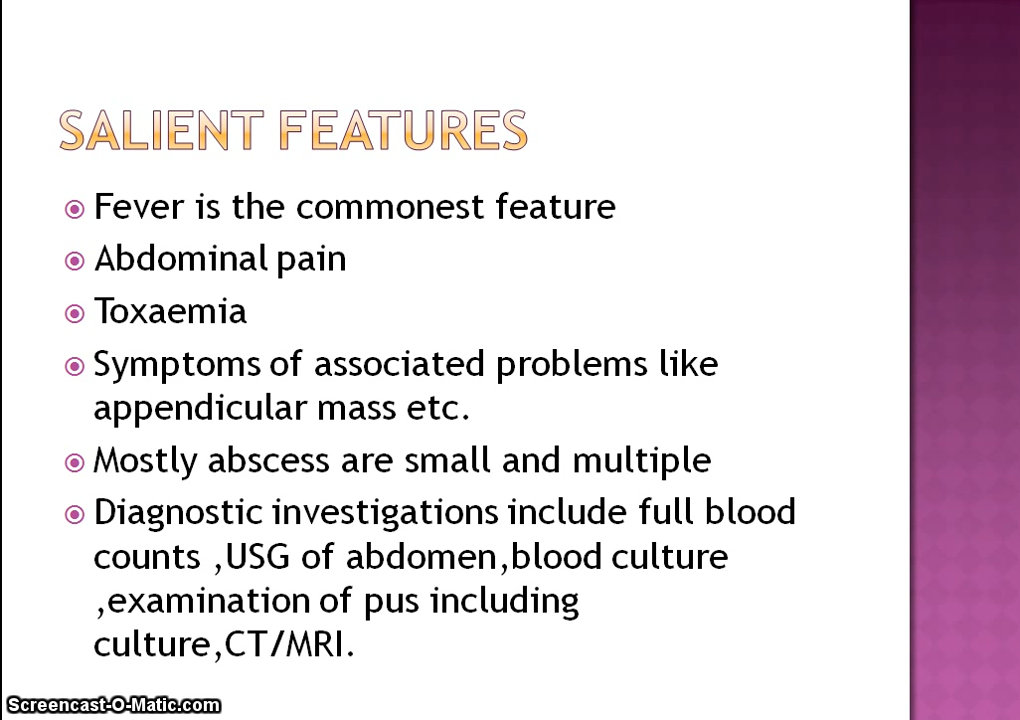 SALIENT FEATURES
Fever is the commonest feature
Abdominal pain
Toxaemia
Symptoms of associated problems like
appendicular mass etc.
Mostly abscess are small and multiple
Diagnostic investigations include full blood
counts ,USG of abdomen,blood culture
,examination of pus including
culture,CT/MRI.
Screencast-O-Matic.com